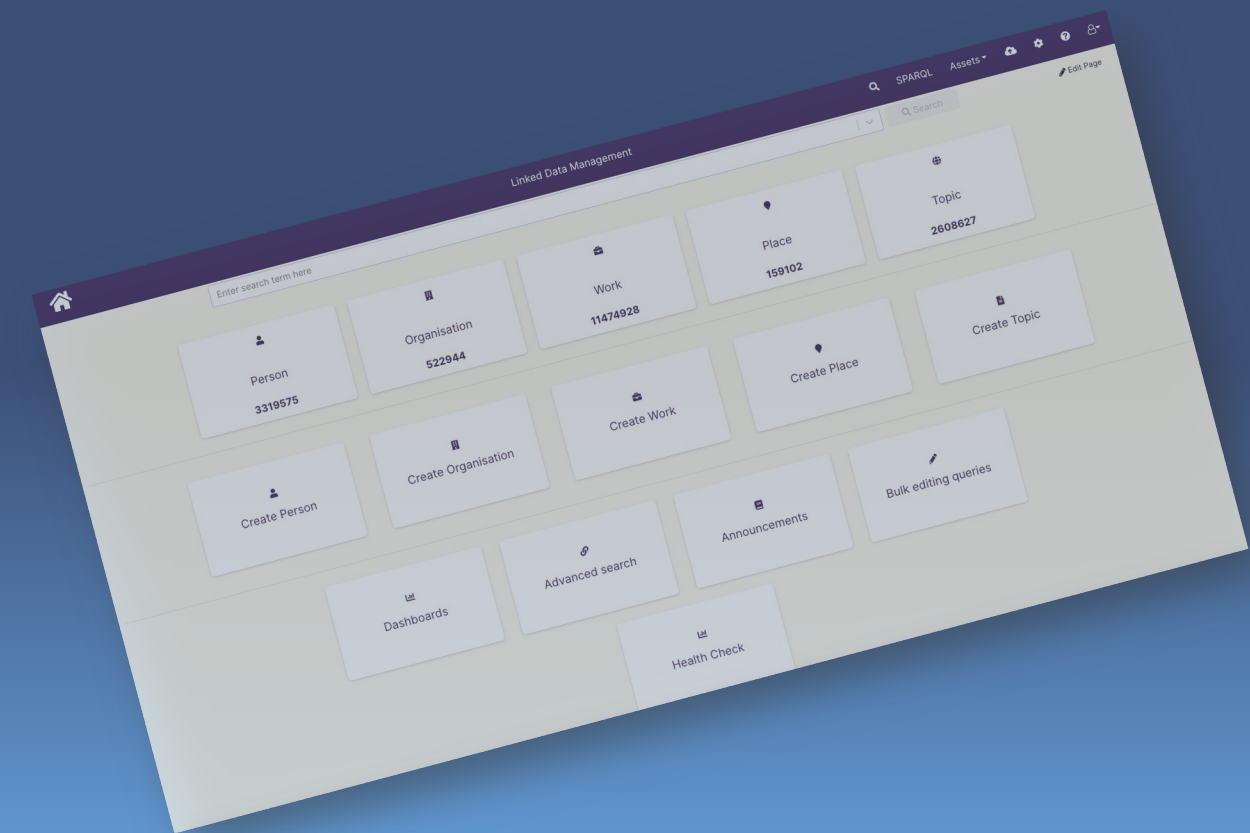 Linked Data Management
SPARQL
Assets
Edit Page
Enter search term here
Search
Person
3319575
Organisation
522944
Work
11474928
Place
159102
Topic
2608627
Create Person
Create Organisation
Create Work
Create Place
Create Topic
Dashboards
Advanced search
Announcements
Bulk editing queries
Health Check